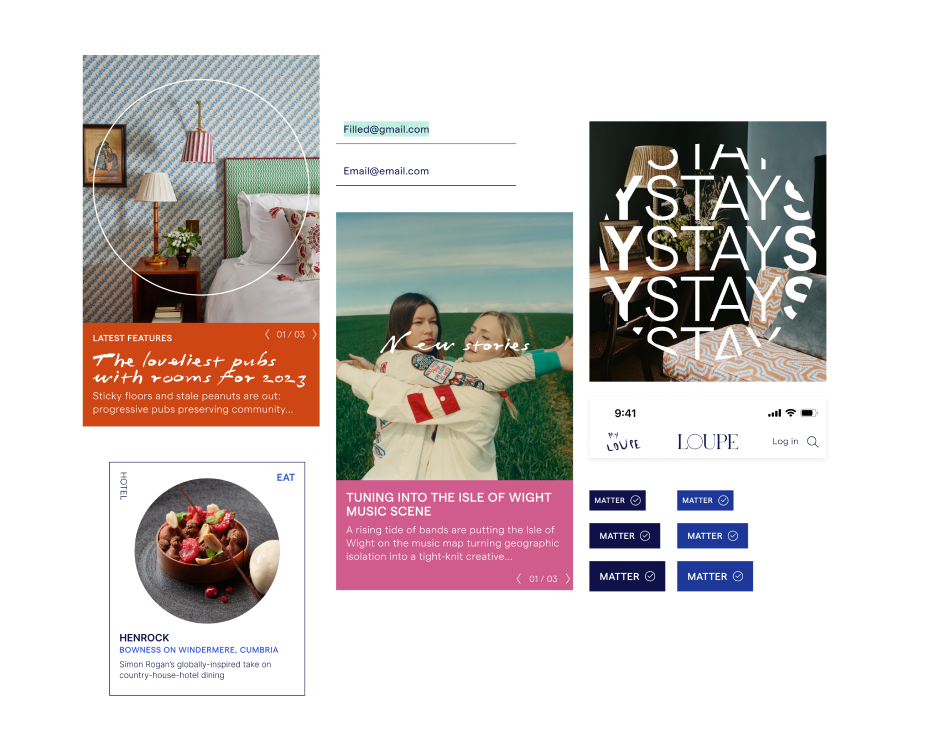 LATEST FEATURES
01 / 03
The loveliest pubs
with rooms for 2023
Sticky floors and stale peanuts are out:
progressive pubs preserving community...
HOTEL
EAT
HENROCK
BOWNESS ON WINDERMERE, CUMBRIA
Simon Rogan's globally-inspired take on
country-house-hotel dining
Filled@gmail.com
Email@email.com
New stories
TUNING INTO THE ISLE OF WIGHT
MUSIC SCENE
A rising tide of bands are putting the Isle of
Wight on the music map turning geographic
isolation into a tight-knit creative...
01 / 03
STAY
YSTAYS
YSTAYS
YSTAYS
STAY
9:41
MY
LOUPE
LOUPE
Log in
MATTER
MATTER
MATTER
MATTER
MATTER
MATTER